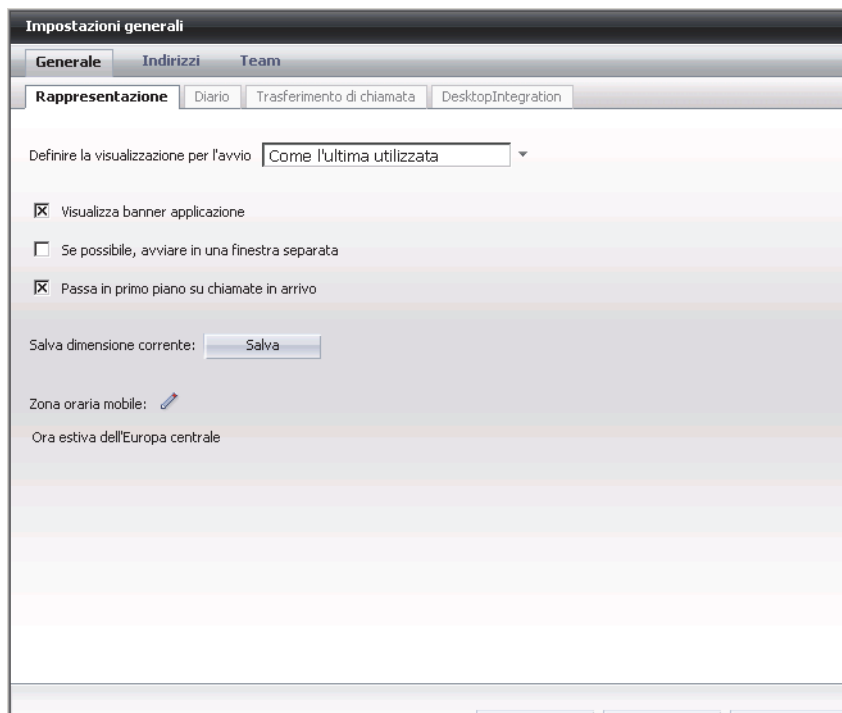 Impostazioni generali
Generale Indirizzi Team
Rappresentazione Diario Trasferimento di chiamata DesktopIntegration
Definire la visualizzazione per l'avvio Come l'ultima utilizzata
Visualizza banner applicazione
Se possibile, avviare in una finestra separata
Passa in primo piano su chiamate in arrivo
Salva dimensione corrente: Salva
Zona oraria mobile:
Ora estiva dell'Europa centrale